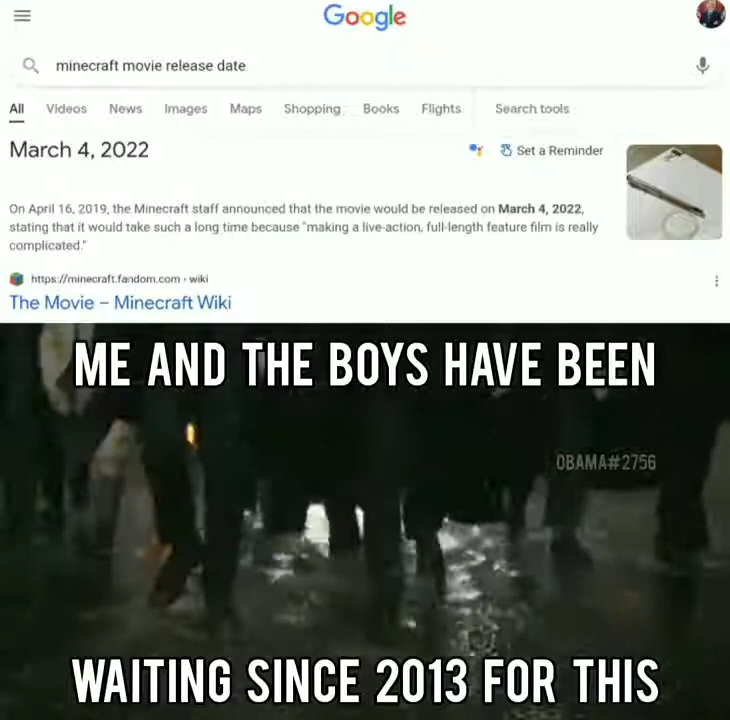 Google
minecraft movie release date
All Videos News Images Maps Shopping Books Flights Search tools
March 4, 2022
Set a Reminder
On April 16, 2019, the Minecraft staff announced that the movie would be released on March 4, 2022,
stating that it would take such a long time because "making a live-action, full-length feature film is really
complicated."
https://minecraft.fandom.com › wiki
The Movie – Minecraft Wiki
ME AND THE BOYS HAVE BEEN
OBAMA#2756
WAITING SINCE 2013 FOR THIS